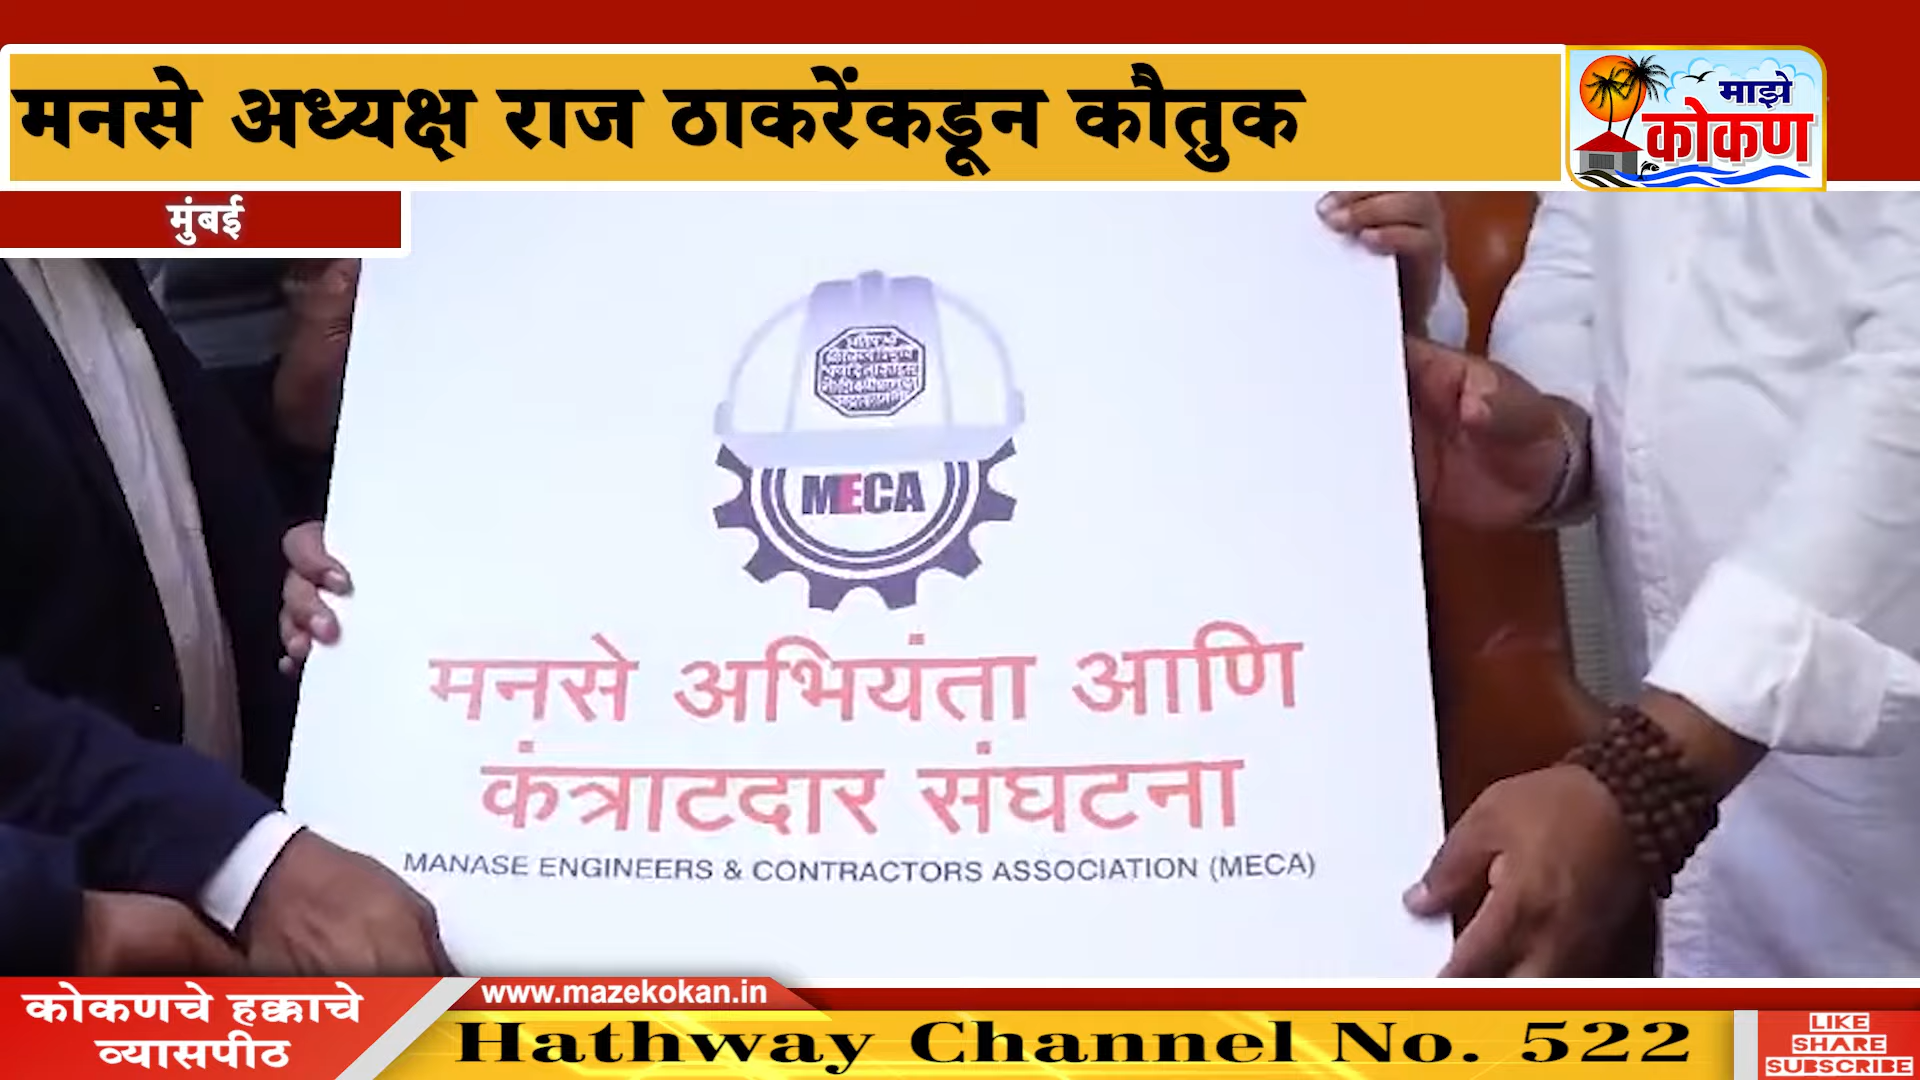 मनसे अध्यक्ष राज ठाकरेंकडून कौतुक
माझे
कोकण
मुंबई
MECA
मनसे अभियंता आणि
कंत्राटदार संघटना
MANASE ENGINEERS & CONTRACTORS ASSOCIATION (MECA)
कोकणचे हक्काचे
व्यासपीठ
www.mazekokan.in
Hathway Channel No. 522
LIKE
SHARE
SUBSCRIBE